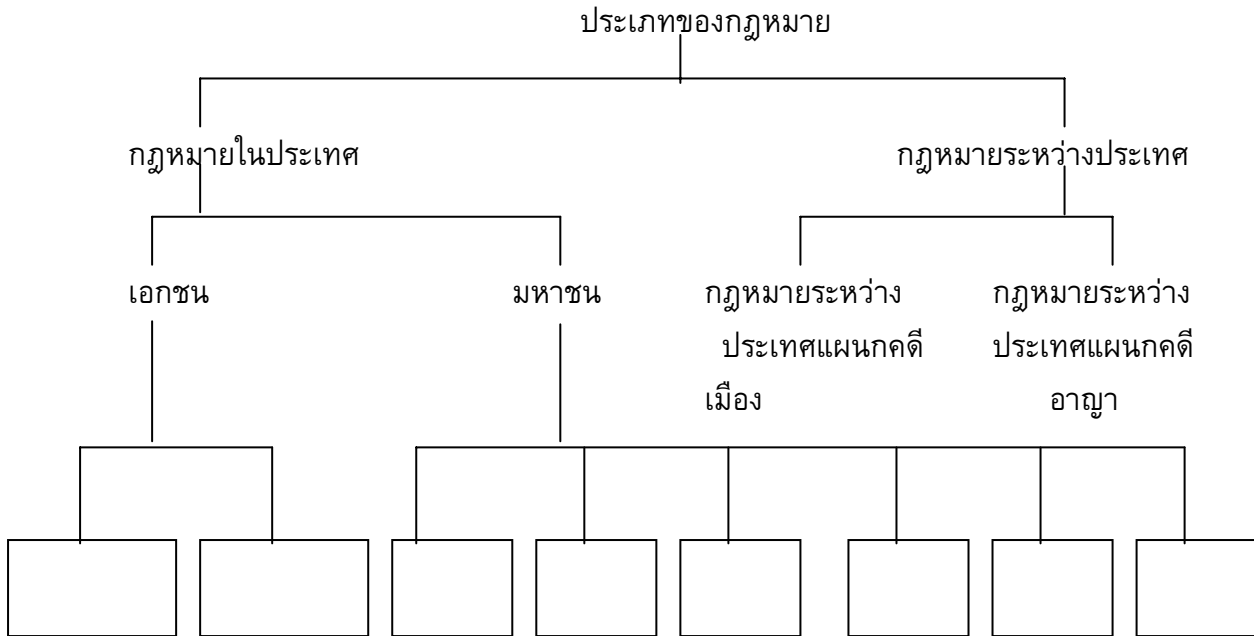 ประเภทของกฎหมาย
กฎหมายในประเทศ
กฎหมายระหว่างประเทศ
เอกชน
มหาชน
กฎหมายระหว่าง
ประเทศแผนกคดี
เมือง
กฎหมายระหว่าง
ประเทศแผนกคดี
อาญา